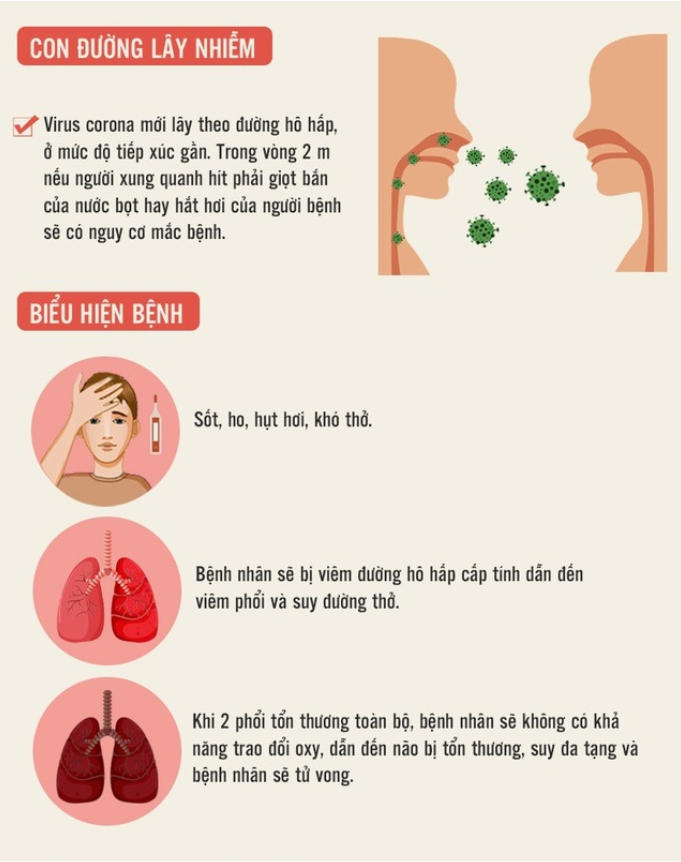 CON ĐƯỜNG LÂY NHIỄM
Virus corona mới lây theo đường hô hấp,
ở mức độ tiếp xúc gần. Trong vòng 2 m
nếu người xung quanh hít phải giọt bắn
của nước bọt hay hắt hơi của người bệnh
sẽ có nguy cơ mắc bệnh.
BIỂU HIỆN BỆNH
Sốt, ho, hụt hơi, khó thở.
Bệnh nhân sẽ bị viêm đường hô hấp cấp tính dẫn đến
viêm phổi và suy đường thở.
Khi 2 phổi tổn thương toàn bộ, bệnh nhân sẽ không có khả
năng trao đổi oxy, dẫn đến não bị tổn thương, suy đa tạng và
bệnh nhân sẽ tử vong.